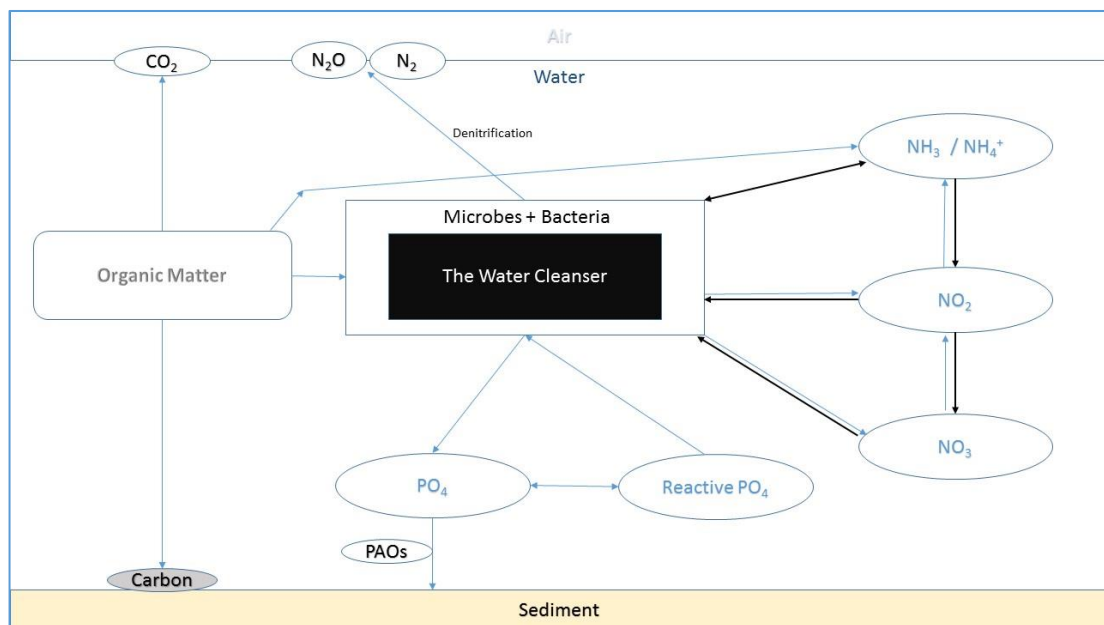 Air
CO₂
N₂O
N₂
Water
Denitrification
NH₃ / NH₄⁺
Microbes + Bacteria
Organic Matter
The Water Cleanser
NO₂
NO₃
PO₄
Reactive PO₄
PAOs
Carbon
Sediment